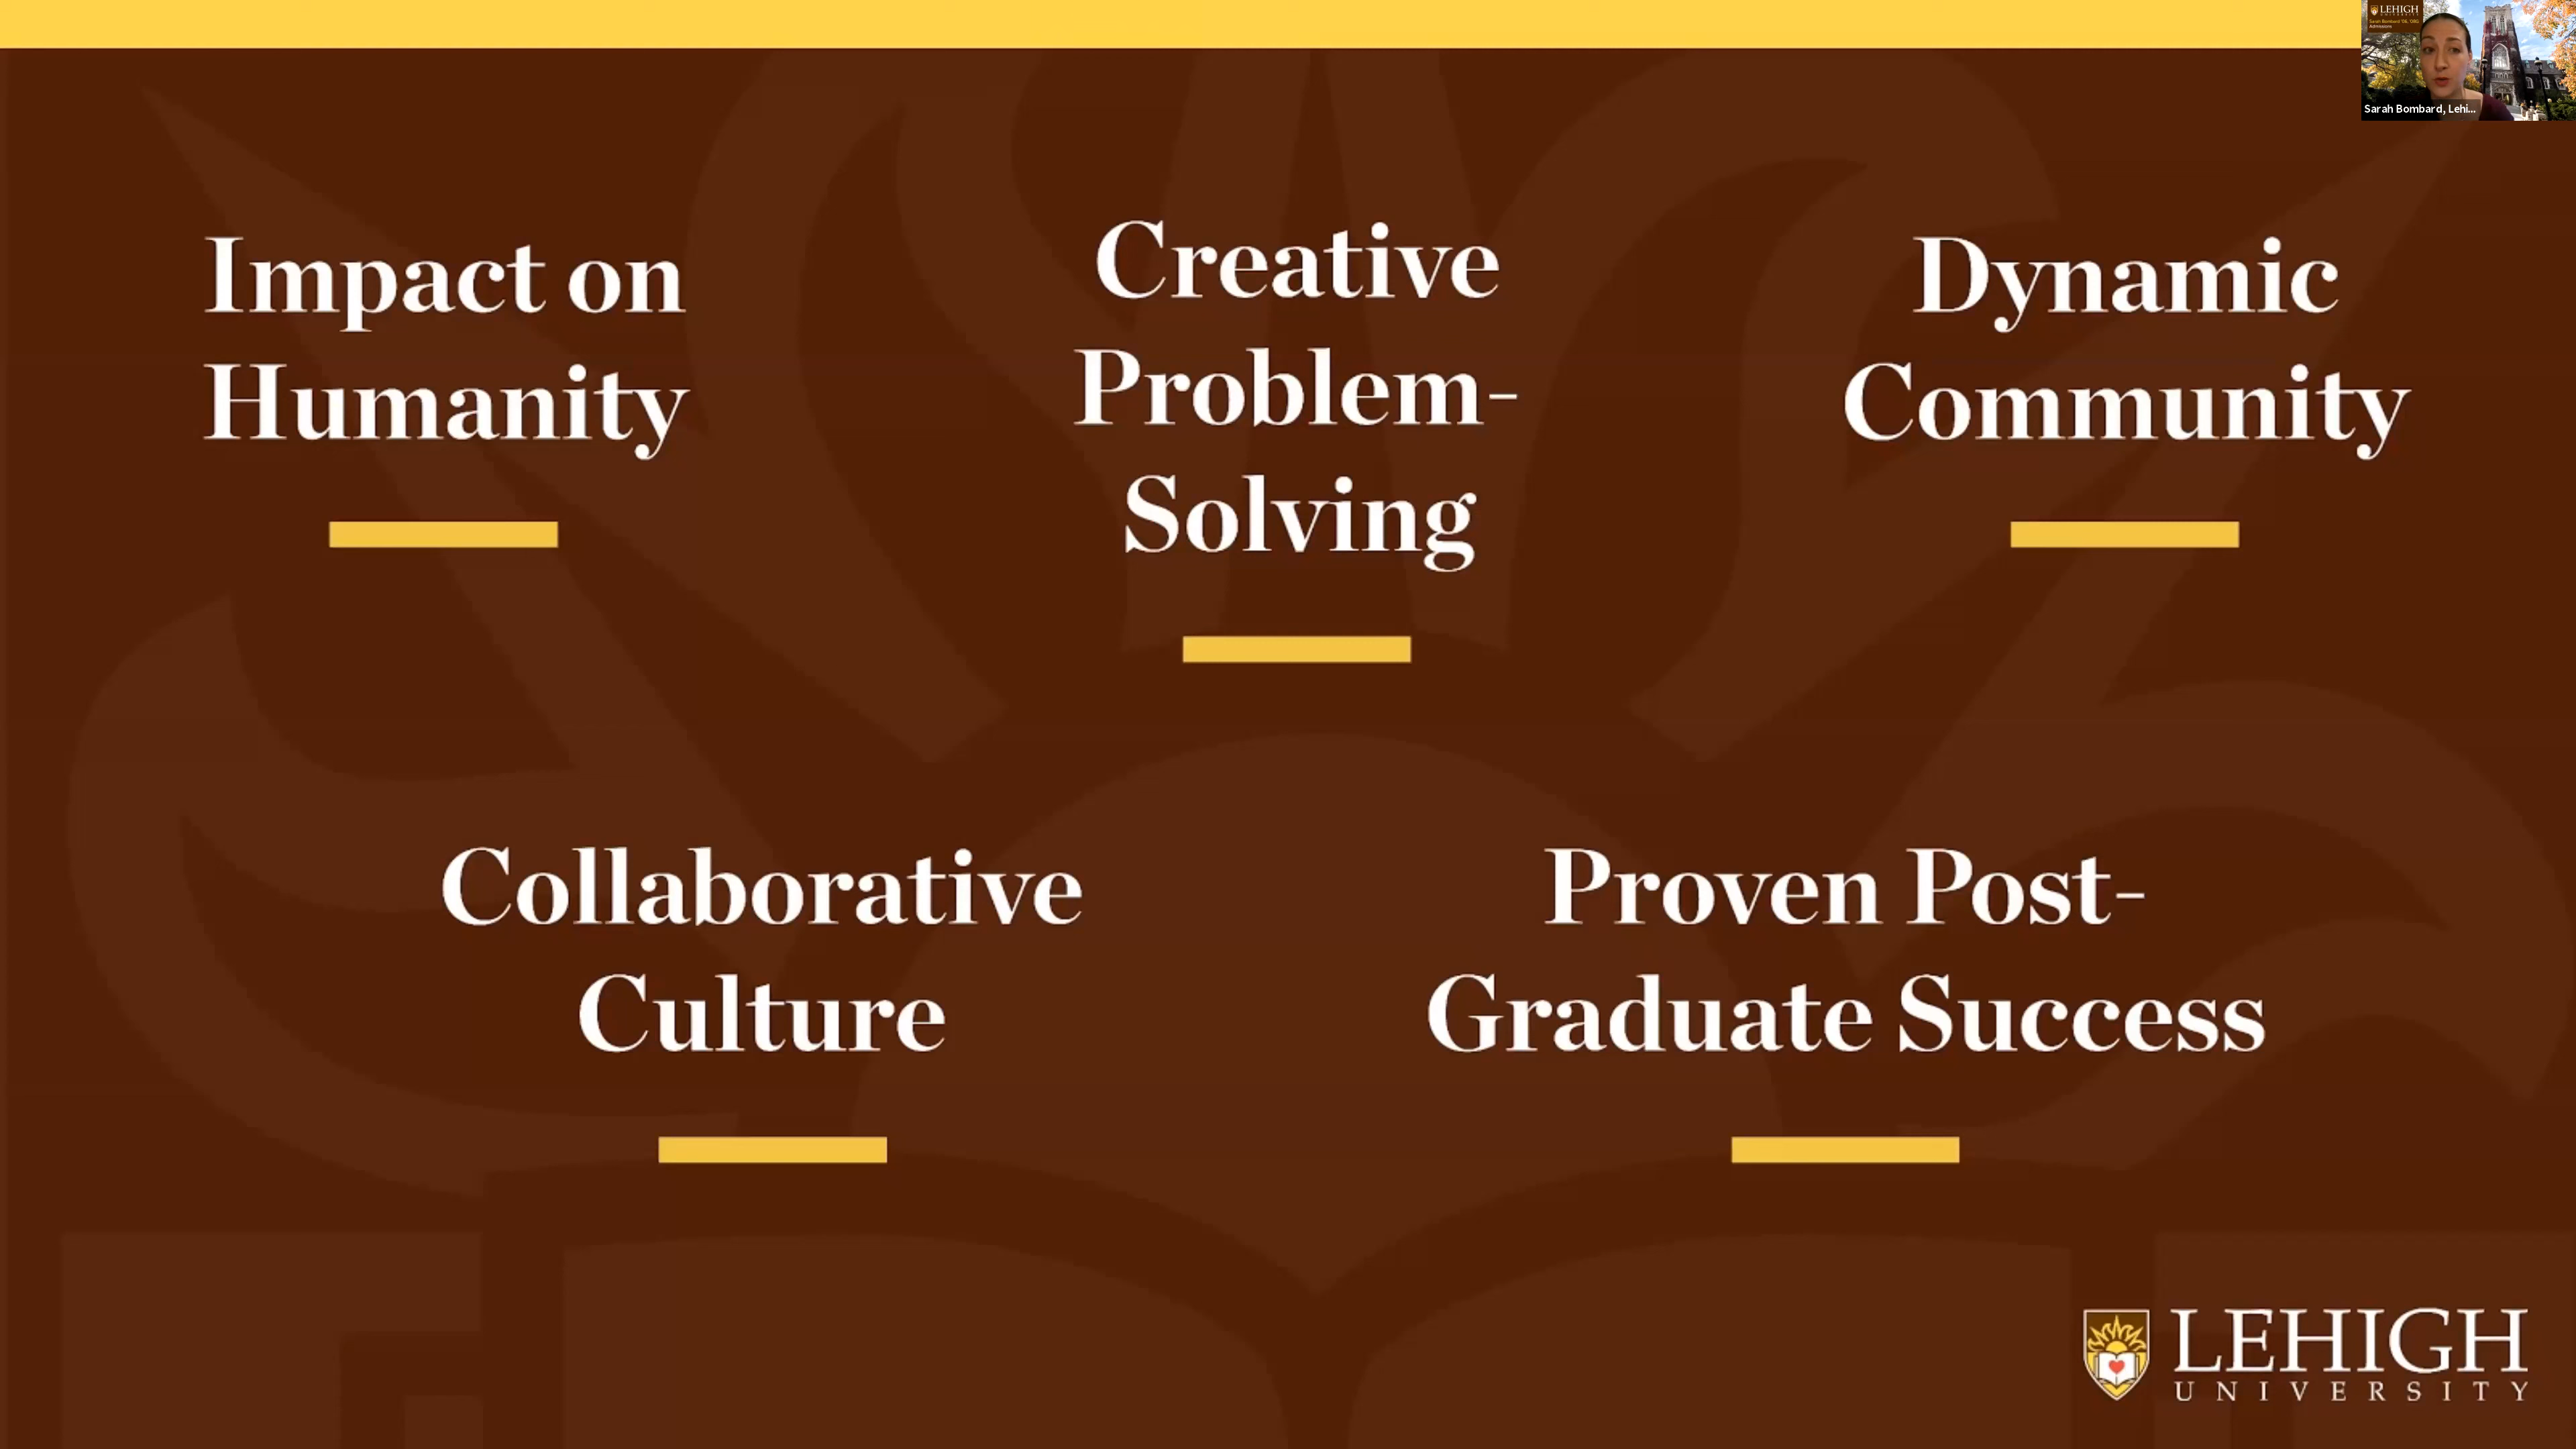 Impact on
Humanity
Creative
Problem-
Solving
Dynamic
Community
Collaborative
Culture
Proven Post-
Graduate Success
LEHIGH
UNIVERSITY
LEHIGH
Admissions
Sarah Bombard, Lehi...